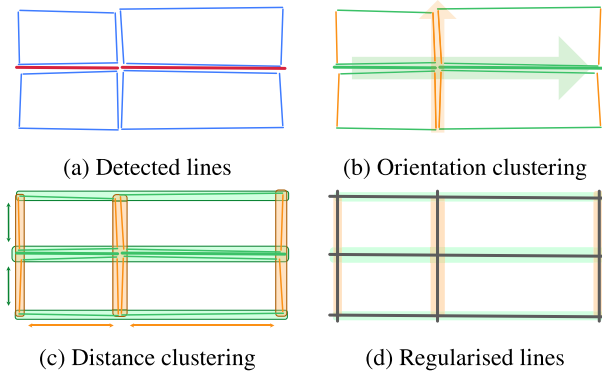 (a) Detected lines
(b) Orientation clustering
(c) Distance clustering
(d) Regularised lines